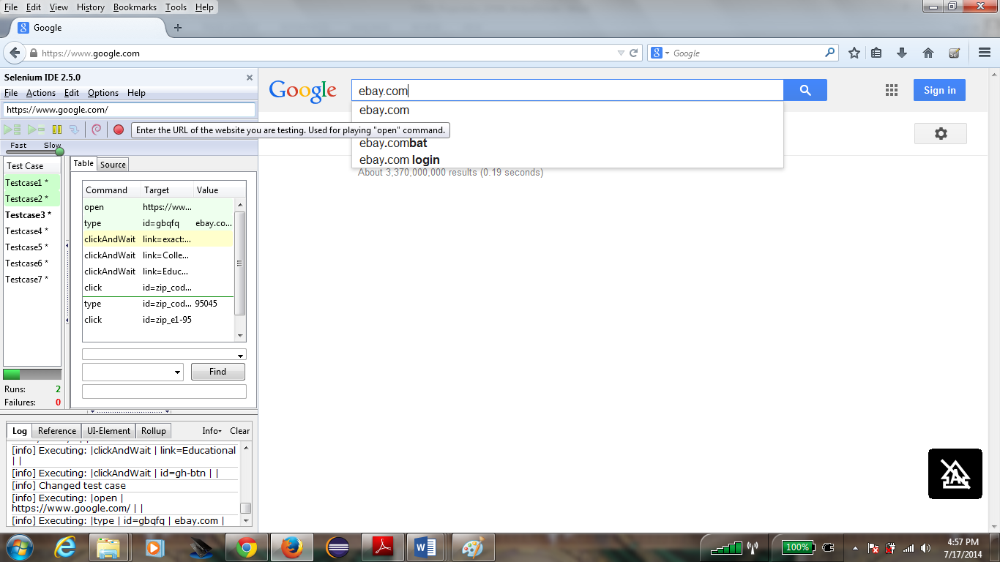 File Edit View History Bookmarks Tools Help
Google
https://www.google.com
Google
Selenium IDE 2.5.0
File Actions Edit Options Help
https://www.google.com/
Enter the URL of the website you are testing. Used for playing "open" command.
Fast Slow
Test Case
Testcase1 *
Testcase2 *
Testcase3 *
Testcase4 *
Testcase5 *
Testcase6 *
Testcase7 *
Runs: 2
Failures: 0
Table Source
Command Target Value
open https://ww...
type id=gbqfq ebay.co...
clickAndWait link=exact:...
clickAndWait link=Colle...
clickAndWait link=Educ...
click id=zip_cod...
type id=zip_cod... 95045
click id=zip_e1-95
Find
Log Reference UI-Element Rollup Info Clear
[info] Executing: |clickAndWait | link=Educational
| |
[info] Executing: |clickAndWait | id=gh-btn | |
[info] Changed test case
[info] Executing: |open |
https://www.google.com/ | |
[info] Executing: |type | id=gbqfq | ebay.com |
Google
ebay.com
Sign in
ebay.com
ebay.combat
ebay.com login
About 3,370,000,000 results (0.19 seconds)
100%
4:57 PM
7/17/2014